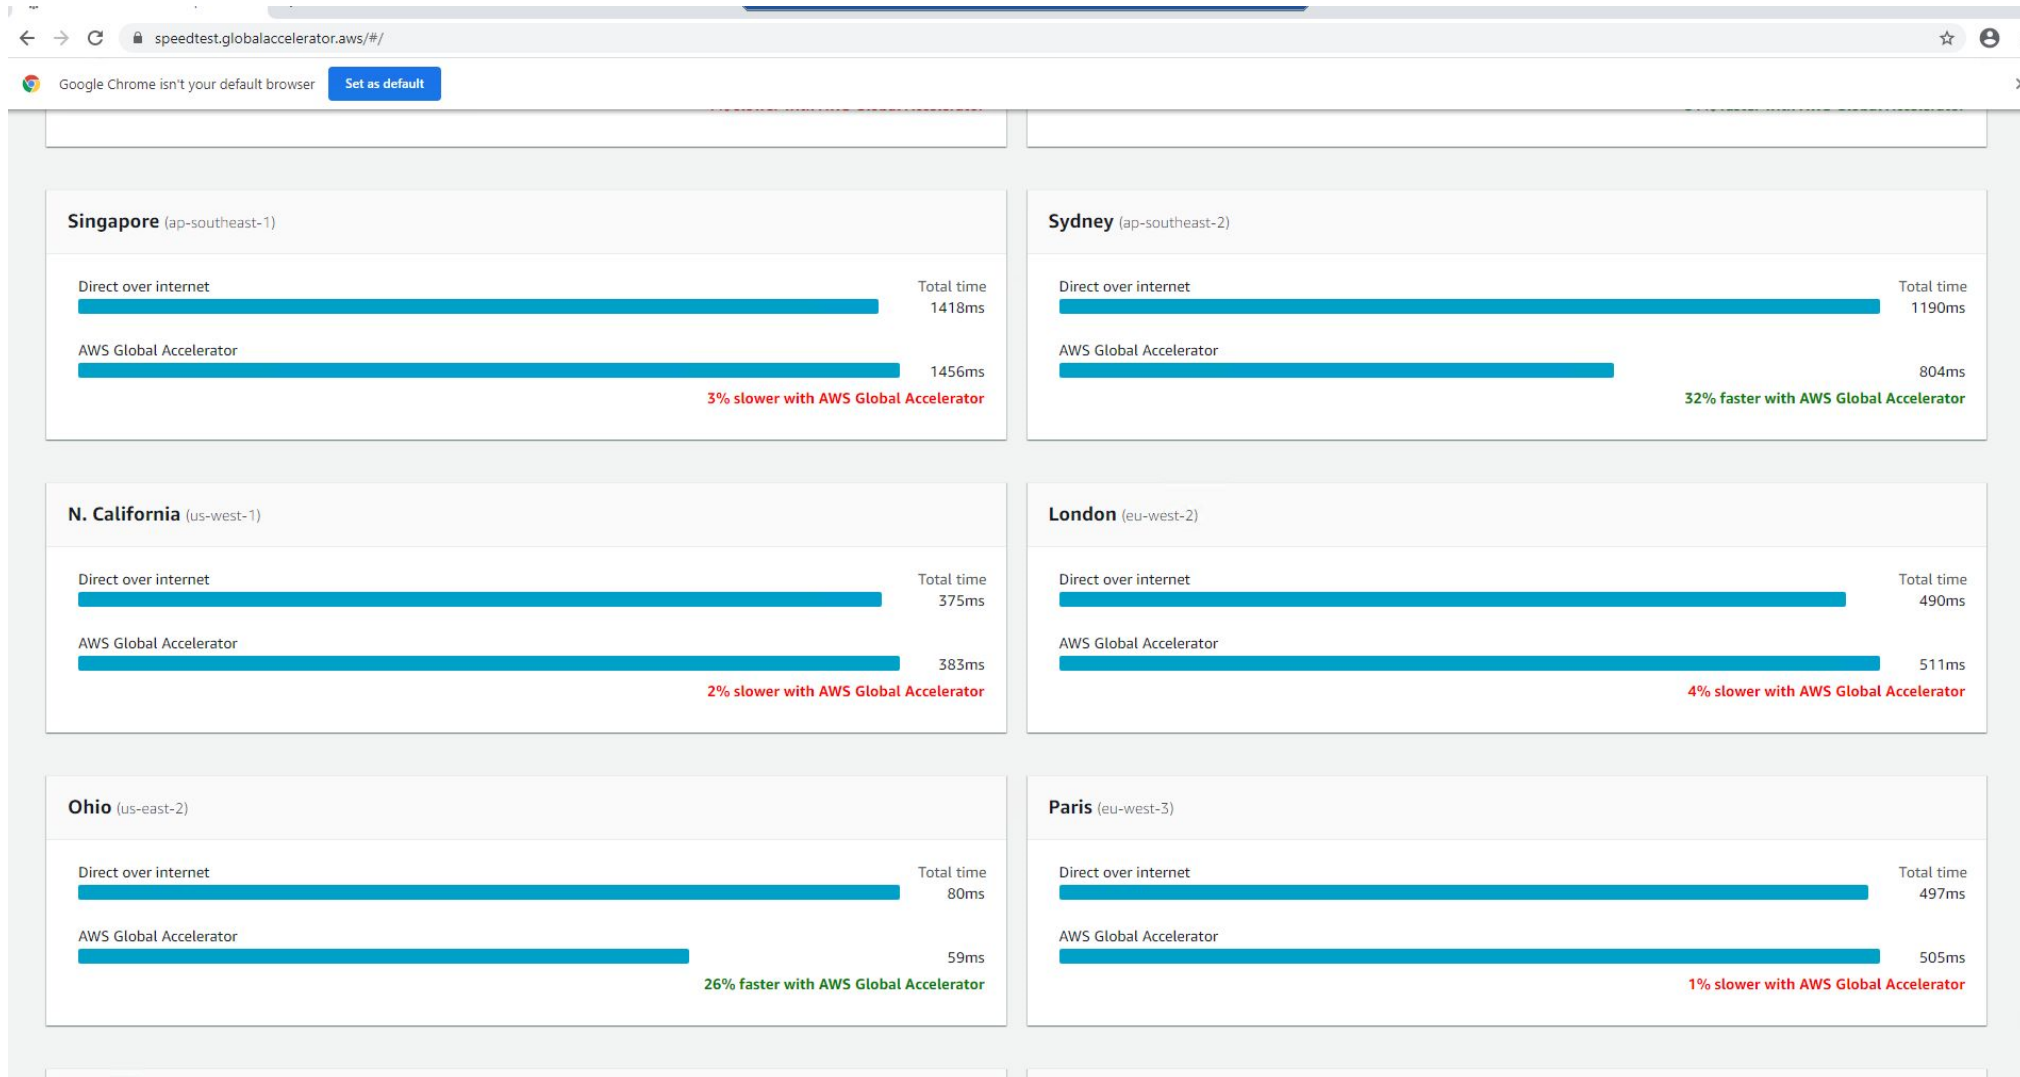 speedtest.globalaccelerator.aws/#/
Google Chrome isn't your default browser Set as default
Singapore (ap-southeast-1)
Direct over internet Total time
1418ms
AWS Global Accelerator
1456ms
3% slower with AWS Global Accelerator
Sydney (ap-southeast-2)
Direct over internet Total time
1190ms
AWS Global Accelerator
804ms
32% faster with AWS Global Accelerator
N. California (us-west-1)
Direct over internet Total time
375ms
AWS Global Accelerator
383ms
2% slower with AWS Global Accelerator
London (eu-west-2)
Direct over internet Total time
490ms
AWS Global Accelerator
511ms
4% slower with AWS Global Accelerator
Ohio (us-east-2)
Direct over internet Total time
80ms
AWS Global Accelerator
59ms
26% faster with AWS Global Accelerator
Paris (eu-west-3)
Direct over internet Total time
497ms
AWS Global Accelerator
505ms
1% slower with AWS Global Accelerator